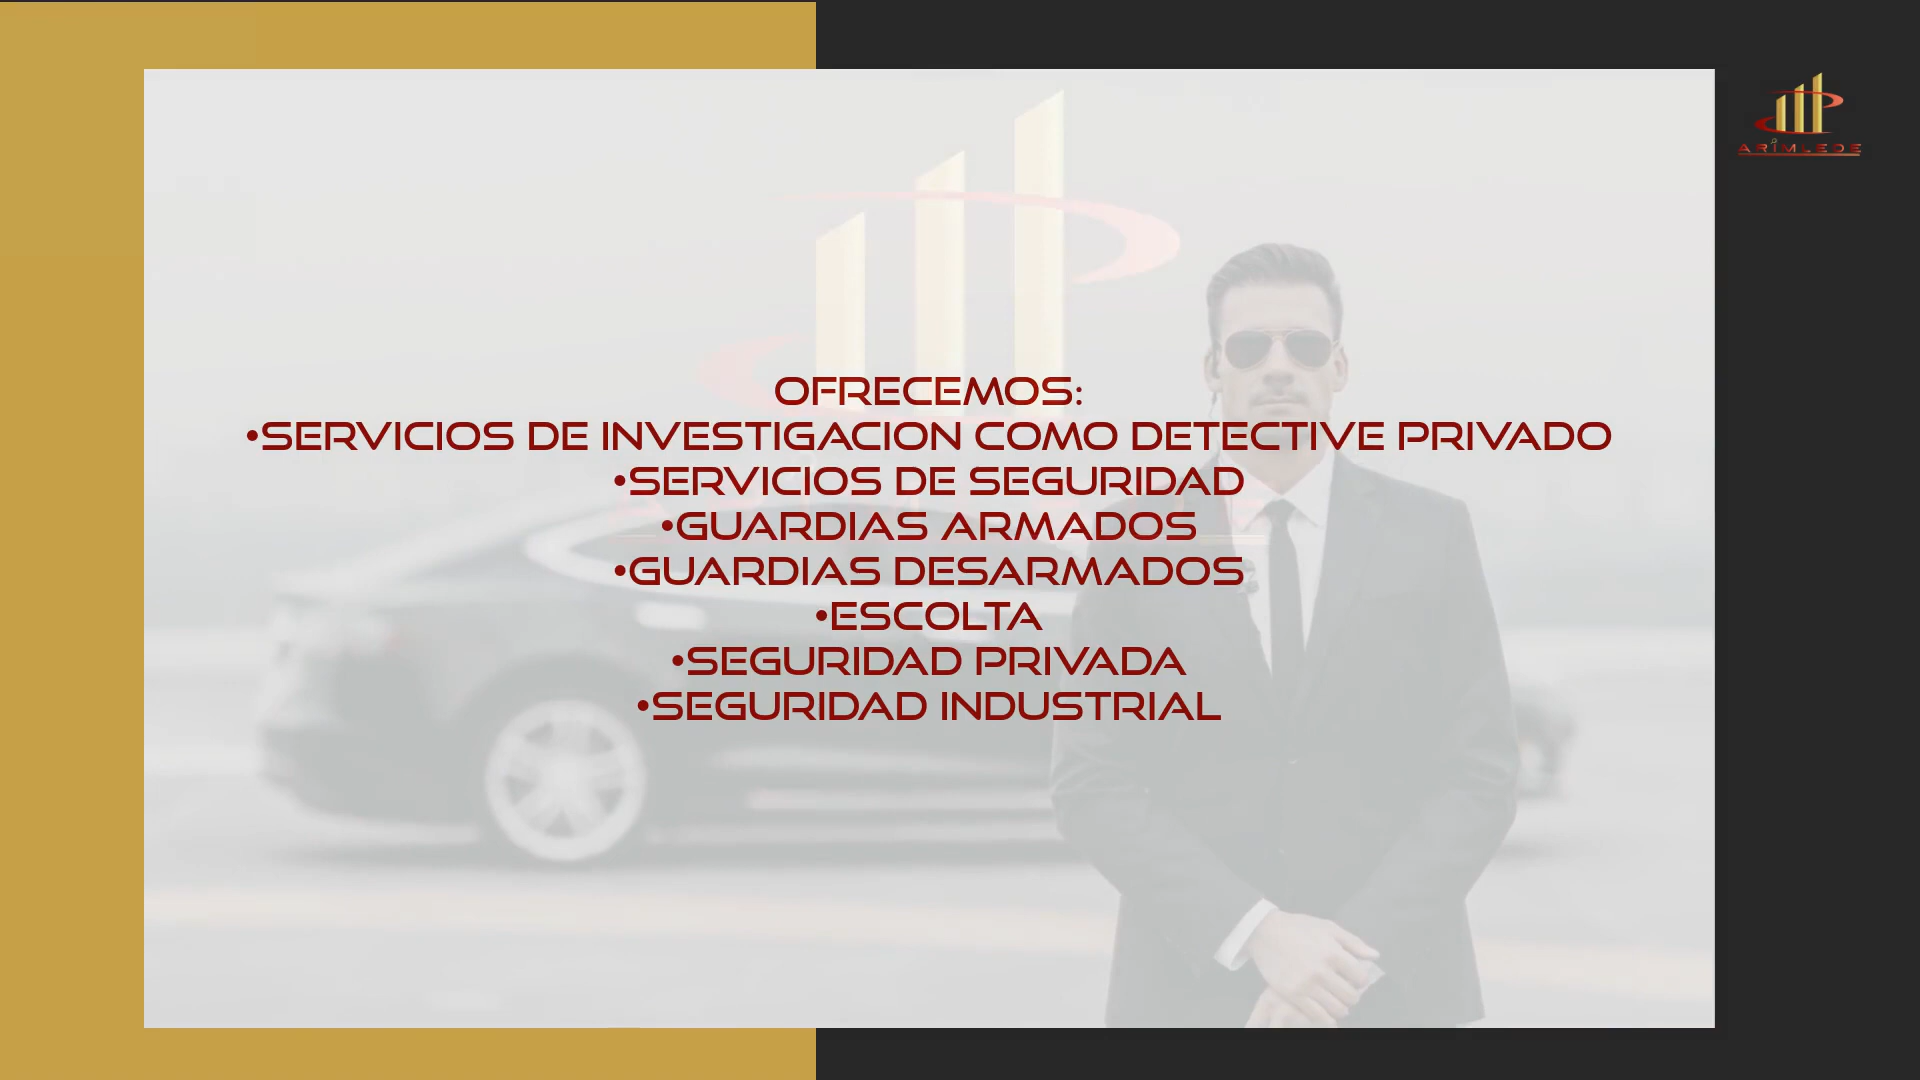 ARIMLEDE
OFRECEMOS:
•SERVICIOS DE INVESTIGACION COMO DETECTIVE PRIVADO
•SERVICIOS DE SEGURIDAD
•GUARDIAS ARMADOS
•GUARDIAS DESARMADOS
•ESCOLTA
•SEGURIDAD PRIVADA
•SEGURIDAD INDUSTRIAL